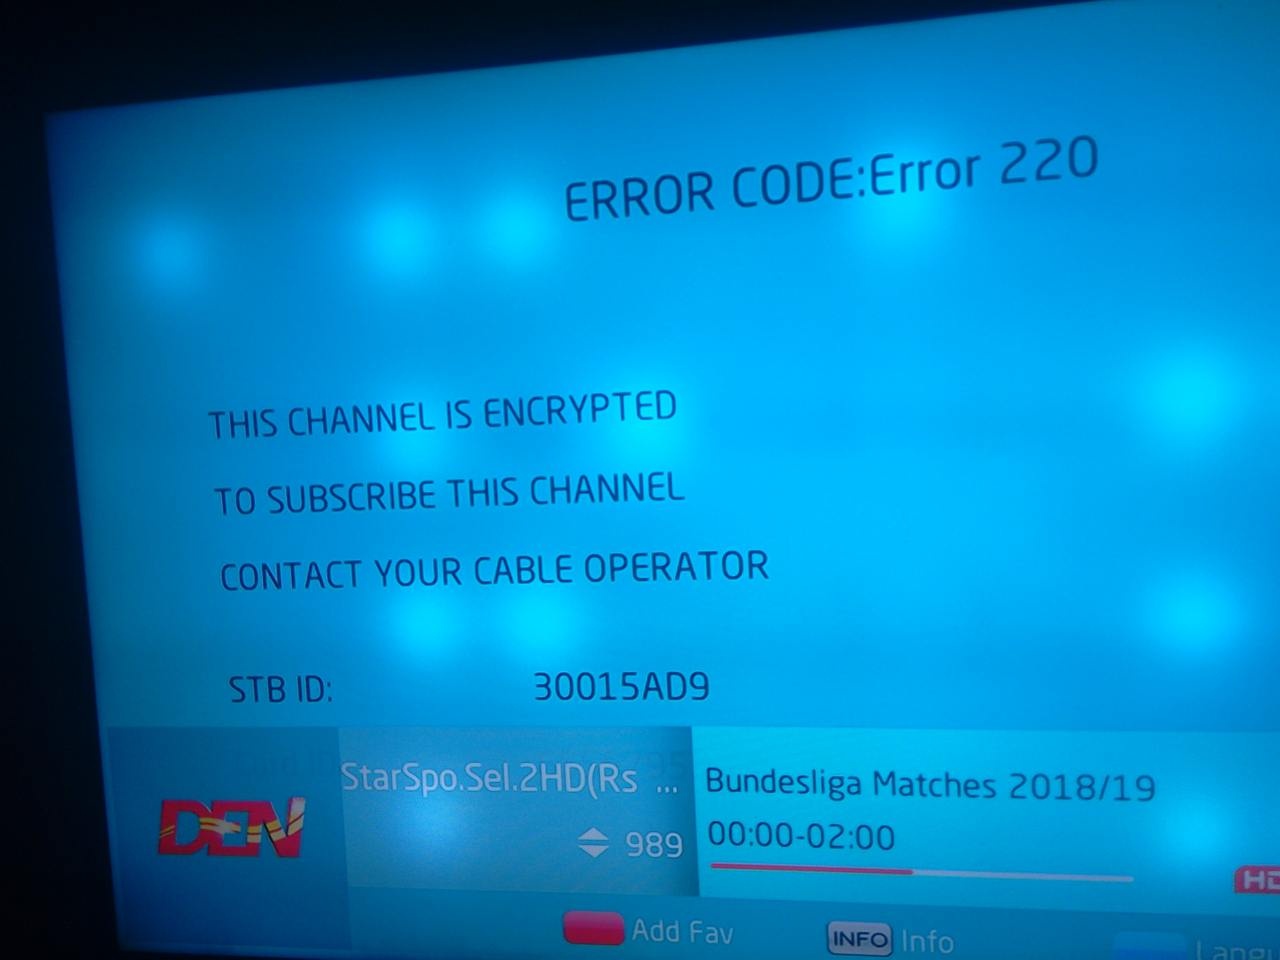 ERROR CODE:Error 220
THIS CHANNEL IS ENCRYPTED
TO SUBSCRIBE THIS CHANNEL
CONTACT YOUR CABLE OPERATOR
STB ID: 30015AD9
DEN
StarSpo.Sel.2HD(Rs ...
989
Bundesliga Matches 2018/19
00:00-02:00
HD
Add Fav
INFO Info